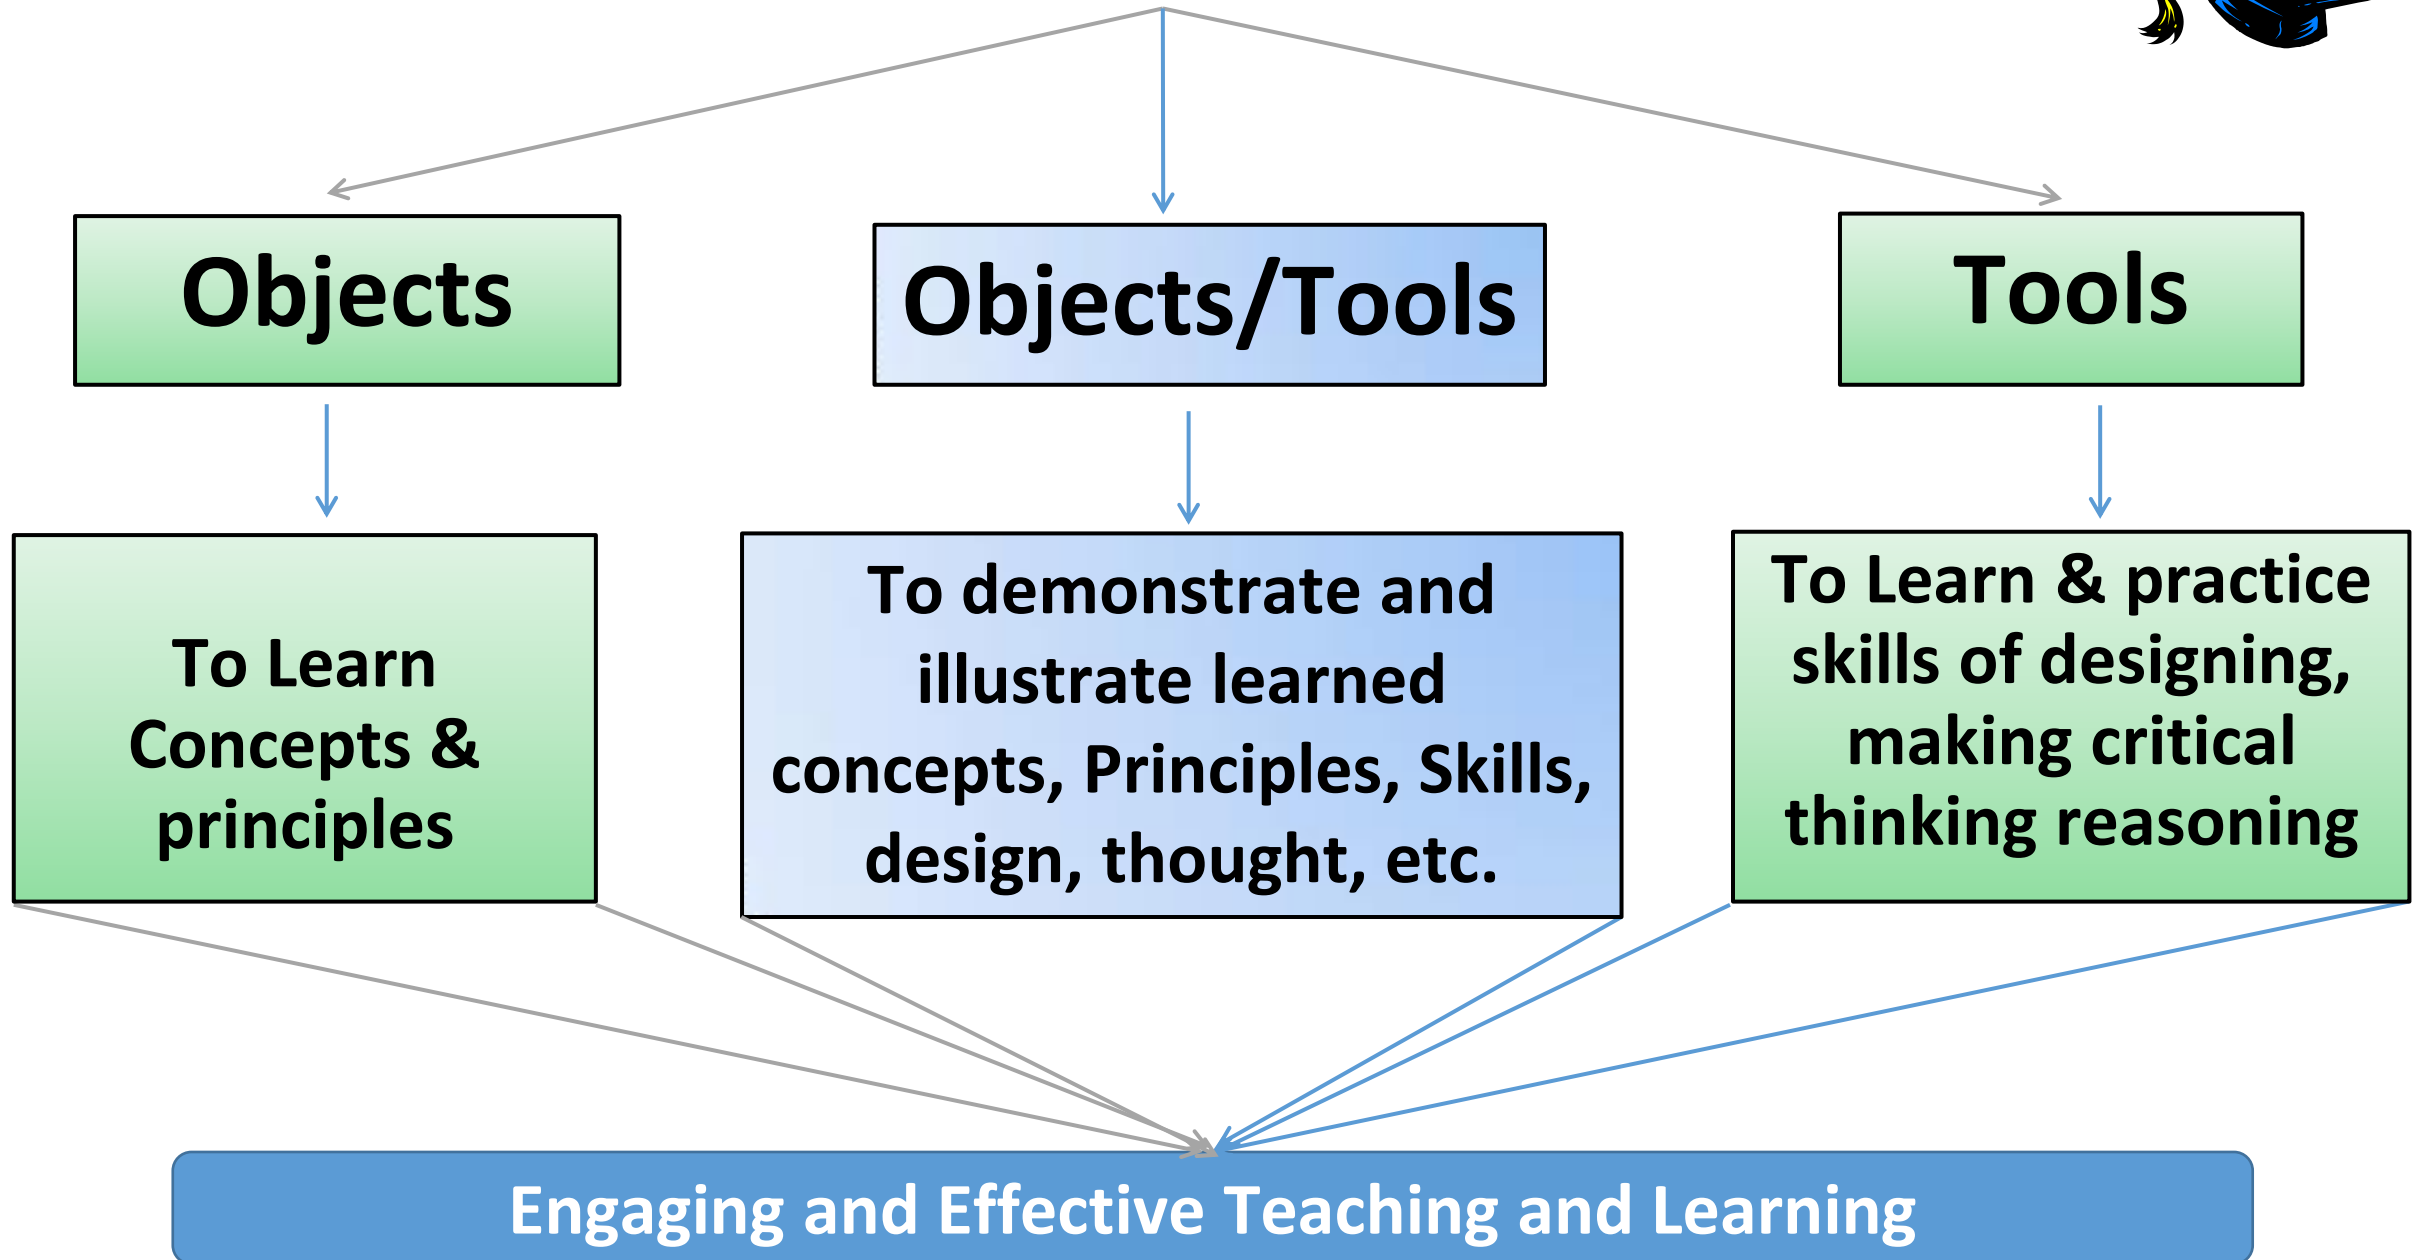 Objects
Objects/Tools
Tools
To Learn
Concepts &
principles
To demonstrate and
illustrate learned
concepts, Principles, Skills,
design, thought, etc.
To Learn & practice
skills of designing,
making critical
thinking reasoning
Engaging and Effective Teaching and Learning